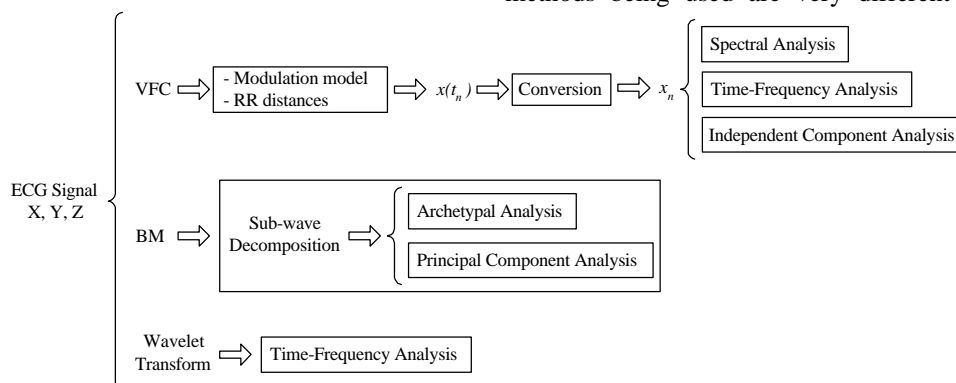 methods being used are very different
ECG Signal
X, Y, Z
VFC
- Modulation model
- RR distances
x(tn)
Conversion
xn
Spectral Analysis
Time-Frequency Analysis
Independent Component Analysis
BM
Sub-wave
Decomposition
Archetypal Analysis
Principal Component Analysis
Wavelet
Transform
Time-Frequency Analysis